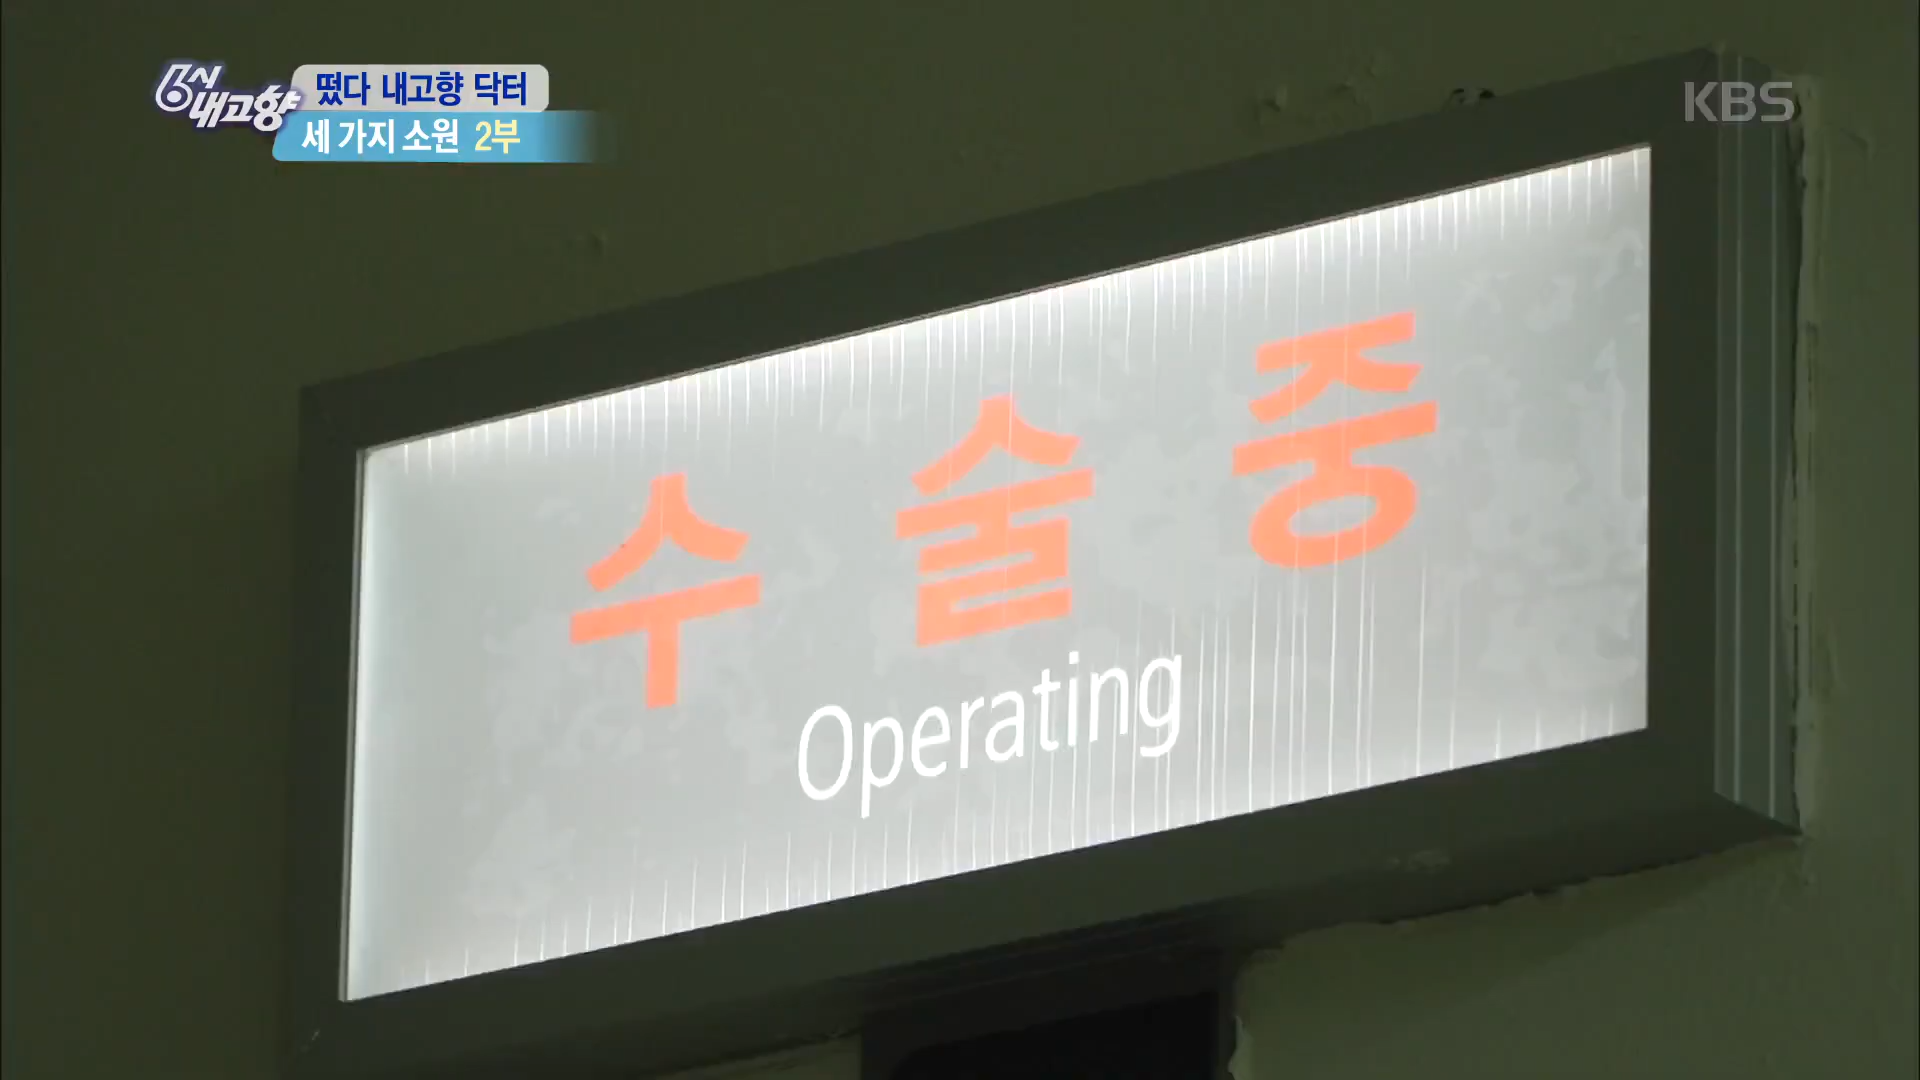 6시
내고향
떴다 내고향 닥터
세 가지 소원 2부
KBS
수술중
Operating